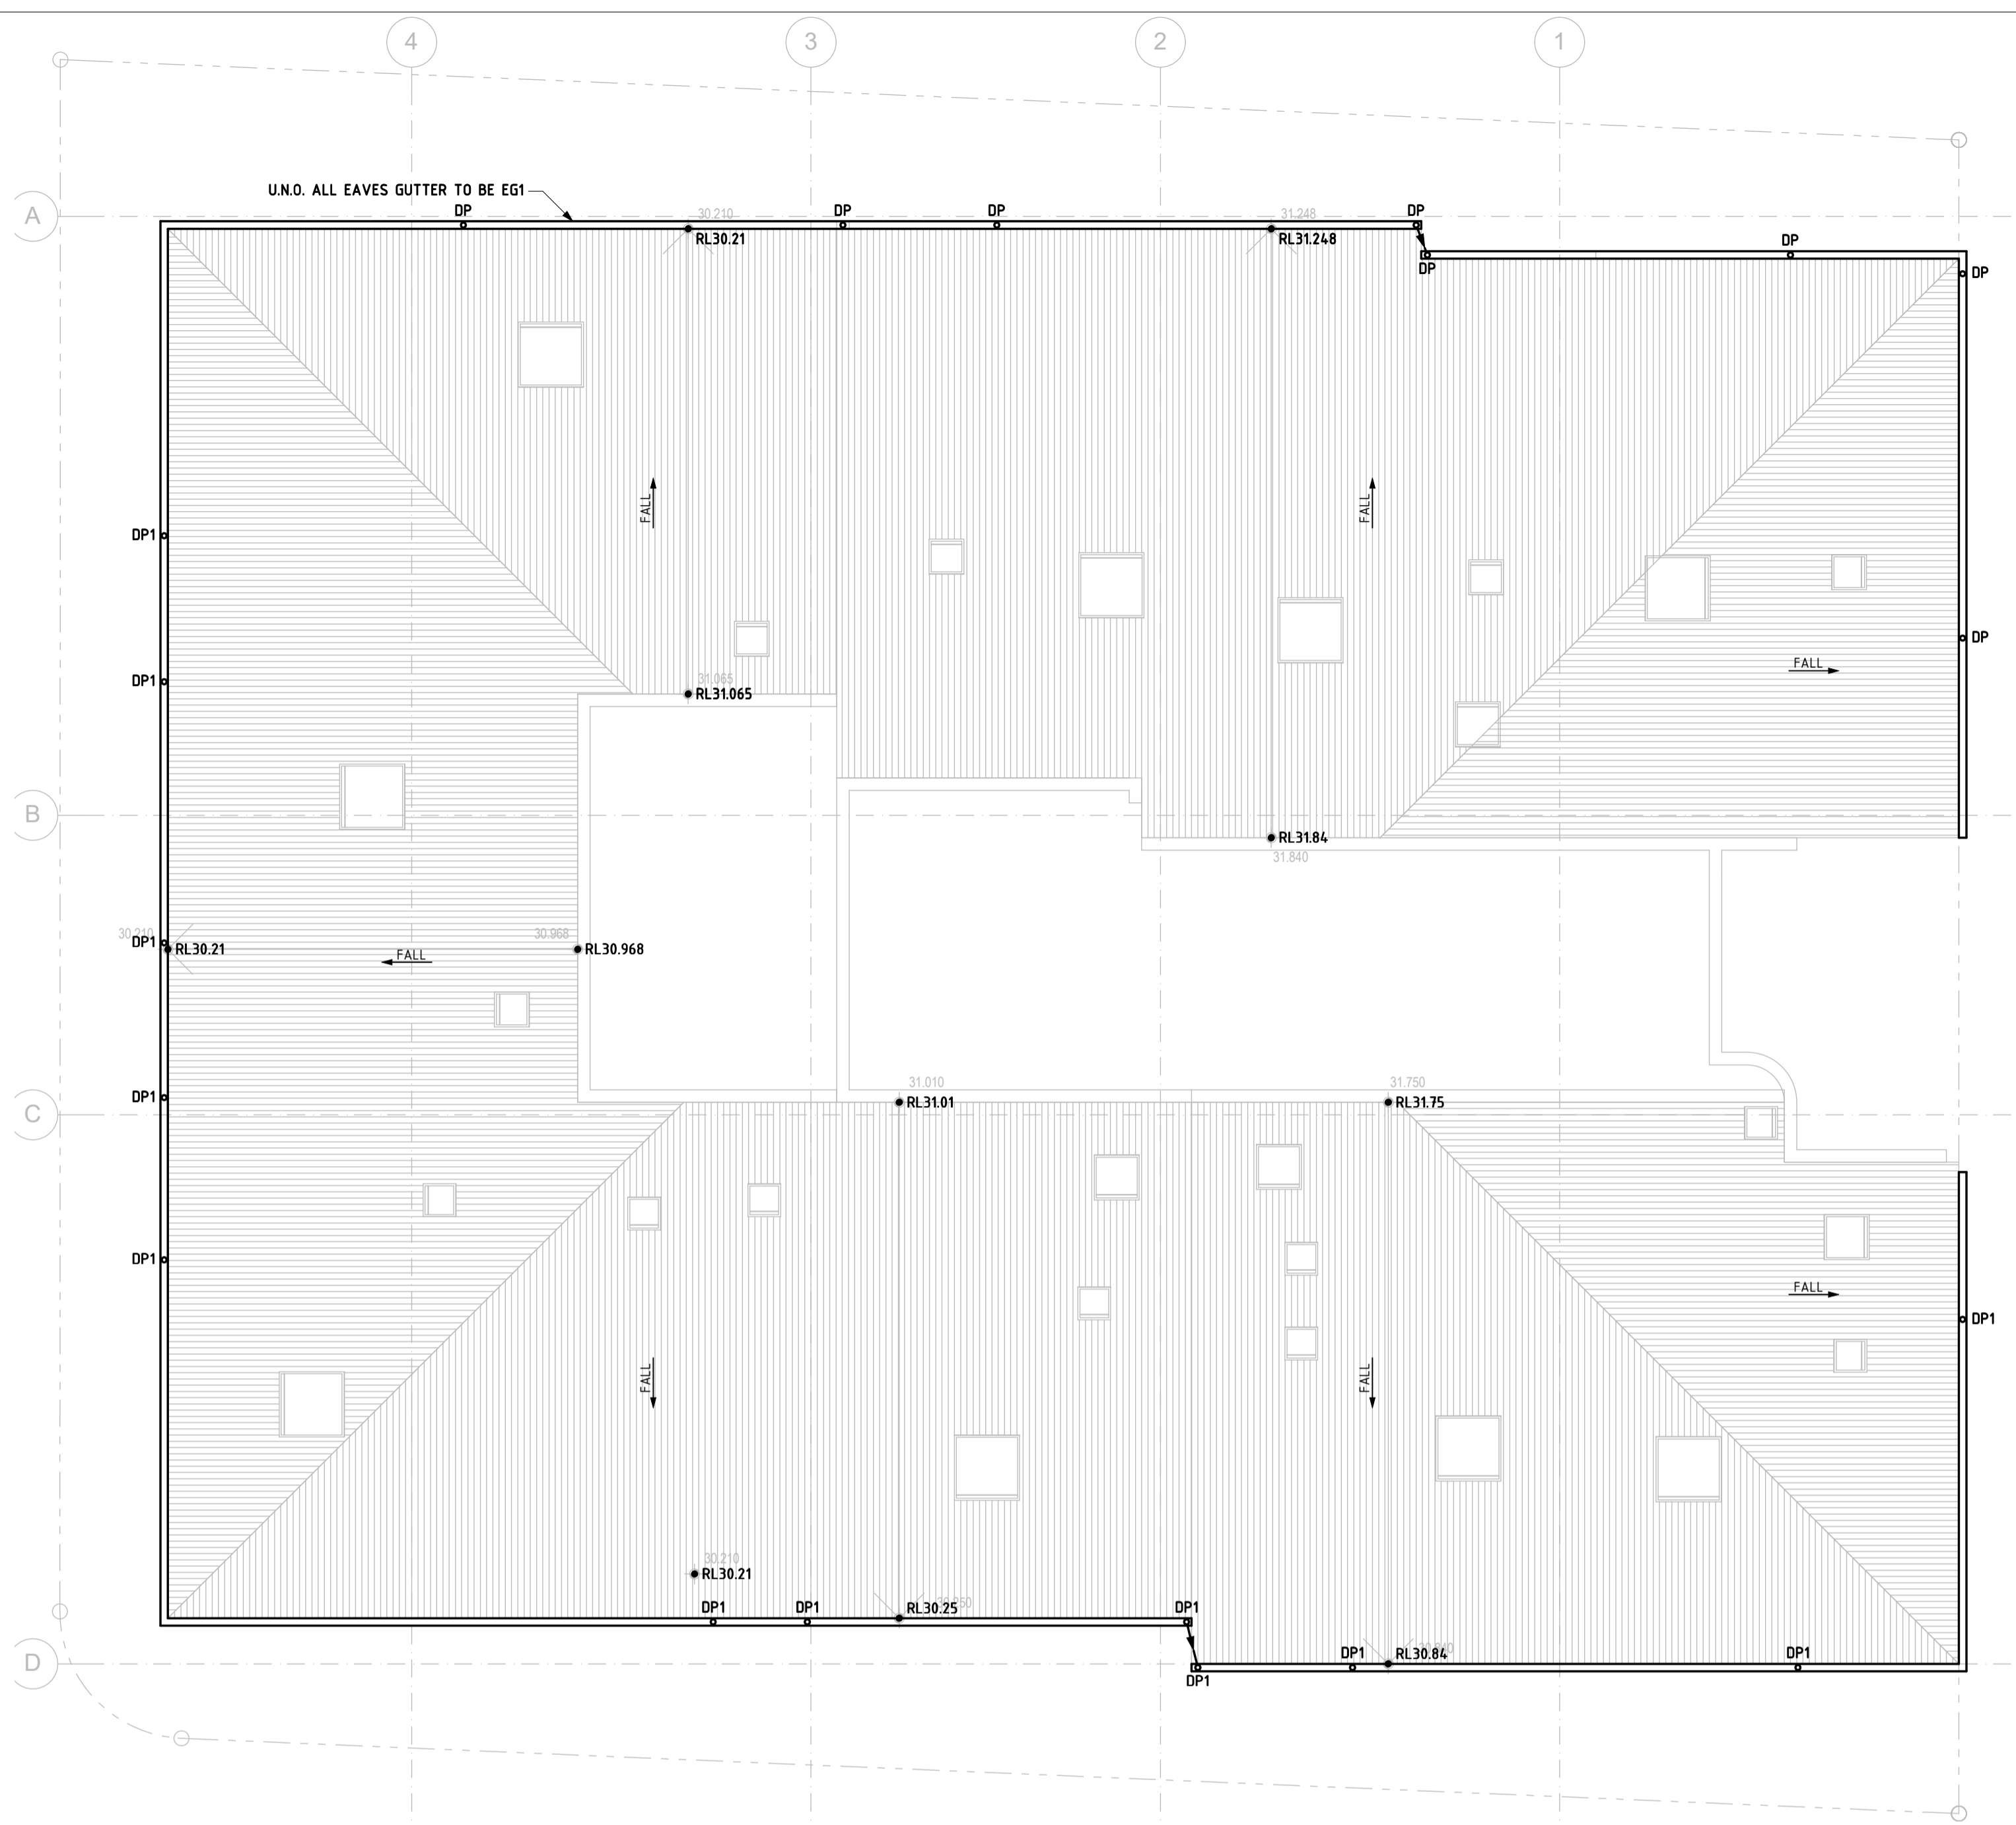 4
3
2
1
A
U.N.O. ALL EAVES GUTTER TO BE EG1
DP
30.210
RL30.21
DP
DP
31.248
RL31.248
DP
DP
DP
DP
FALL
FALL
DP1
DP
FALL
DP1
31.065
RL31.065
B
RL31.84
31.840
30.210
DP1
RL30.21
FALL
30.968
RL30.968
31.010
RL31.01
31.750
RL31.75
DP1
C
DP1
FALL
DP1
FALL
FALL
30.210
RL30.21
DP1
DP1
RL30.25
DP1
D
DP1
DP1
RL30.84
DP1